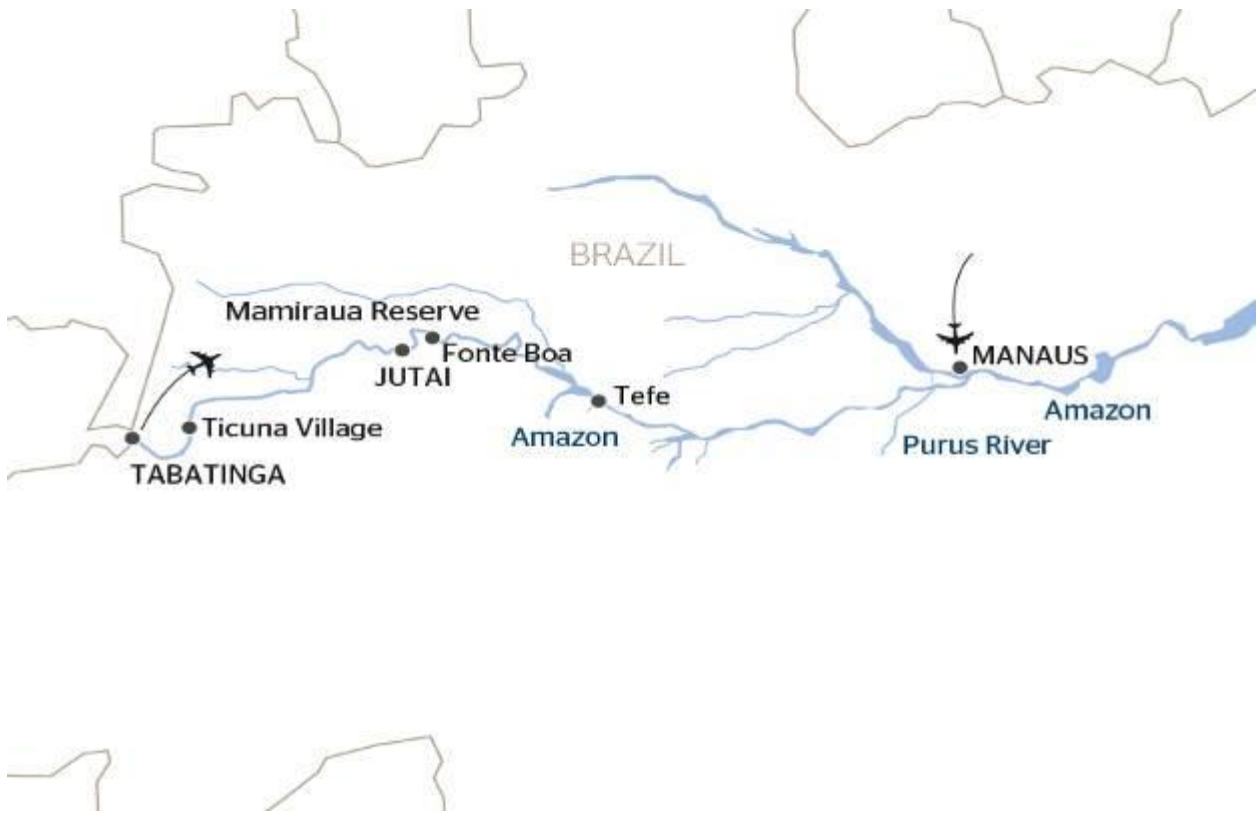 BRAZIL
Mamiraua Reserve
Fonte Boa
MANAUS
JUTAI
Tefe
Amazon
Ticuna Village
Amazon
Purus River
TABATINGA